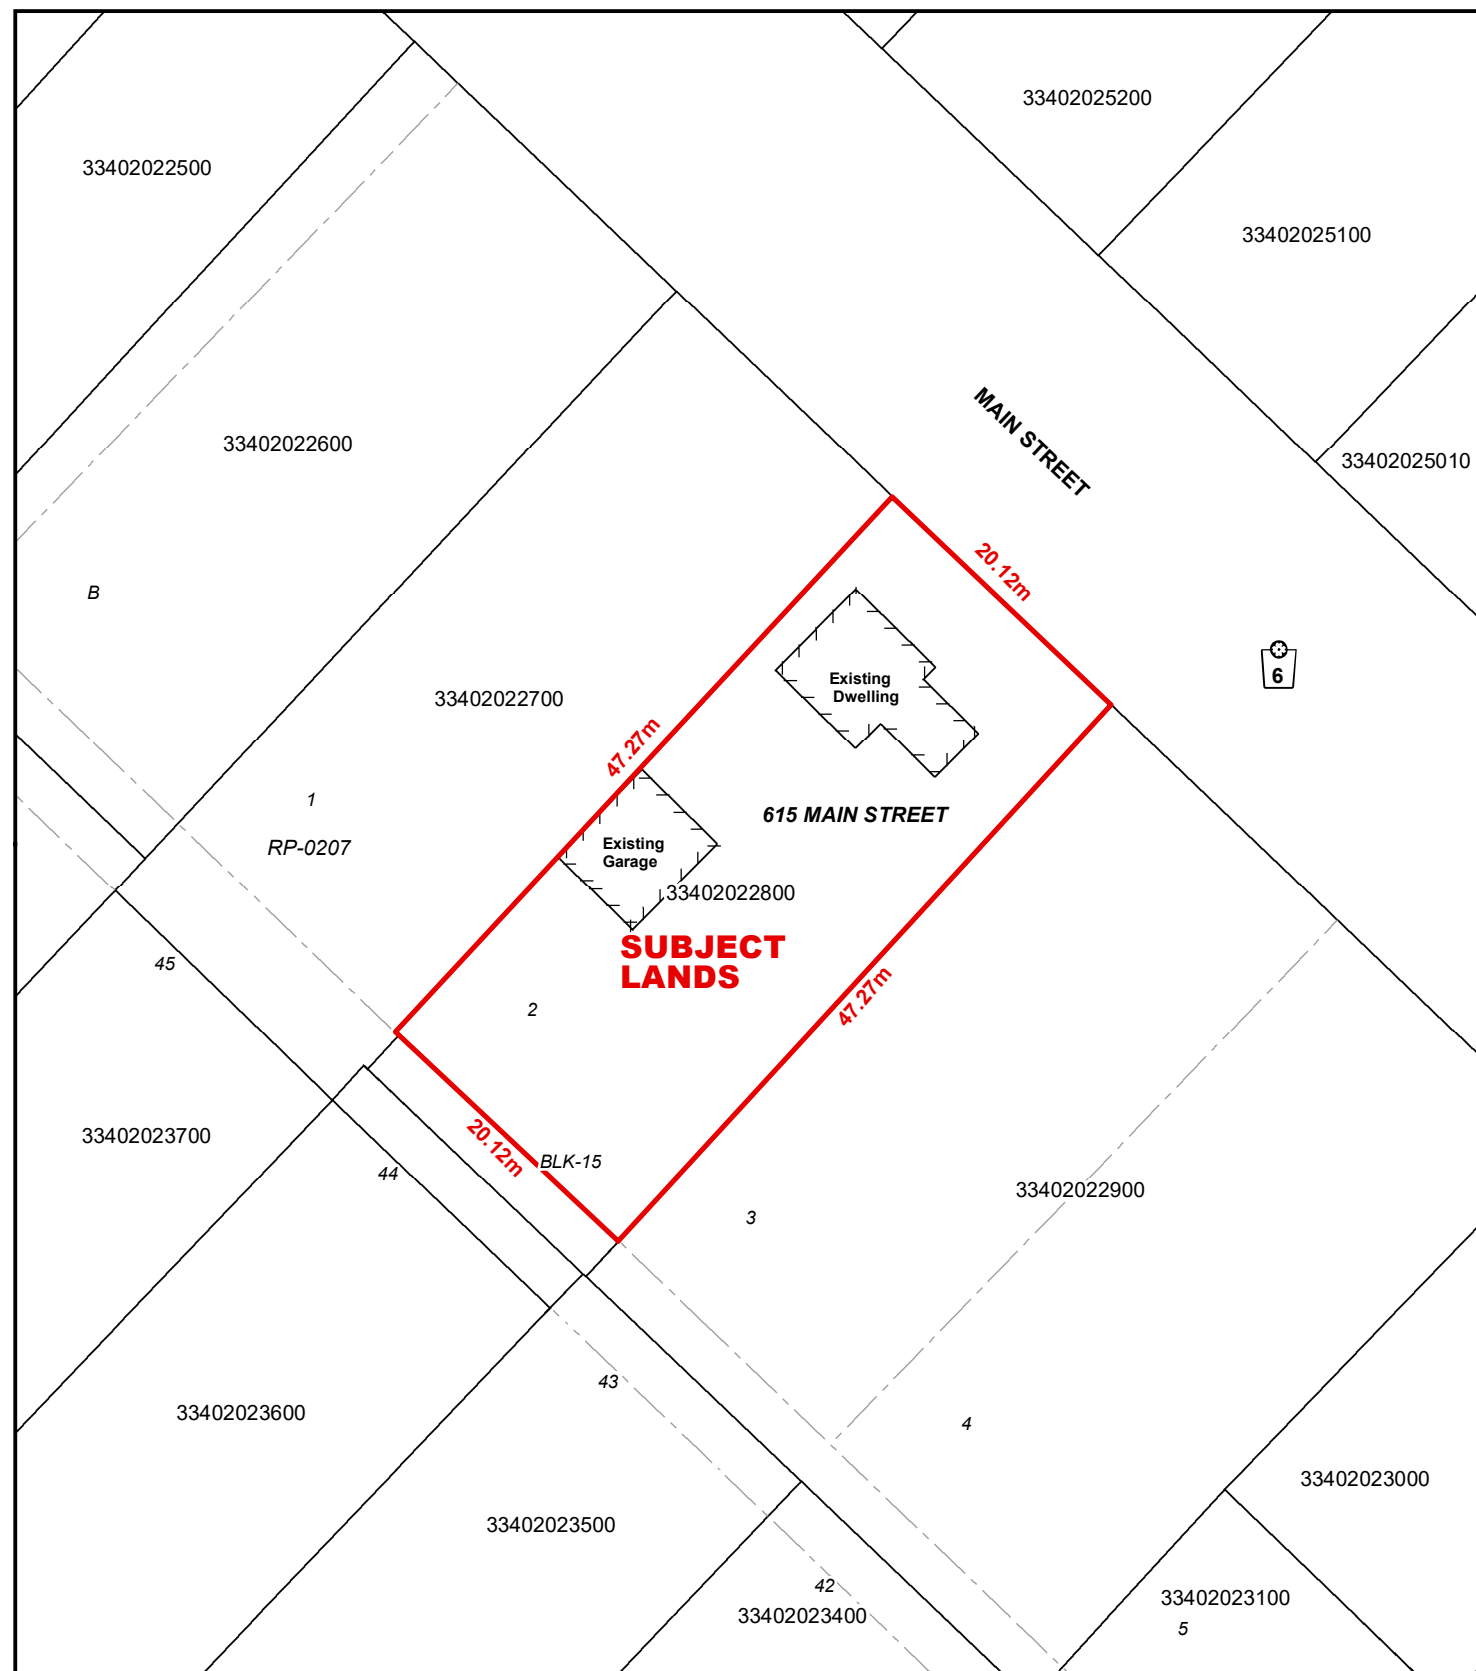 33402025200
33402022500
33402025100
MAIN STREET
33402022600
33402025010
20.12m
B
6
Existing
Dwelling
33402022700
47.27m
1
615 MAIN STREET
RP-0207
Existing
Garage
33402022800
SUBJECT
LANDS
45
47.27m
2
33402023700
20.12m
BLK-15
44
33402022900
3
43
33402023600
4
33402023000
33402023500
42
33402023400
33402023100
5